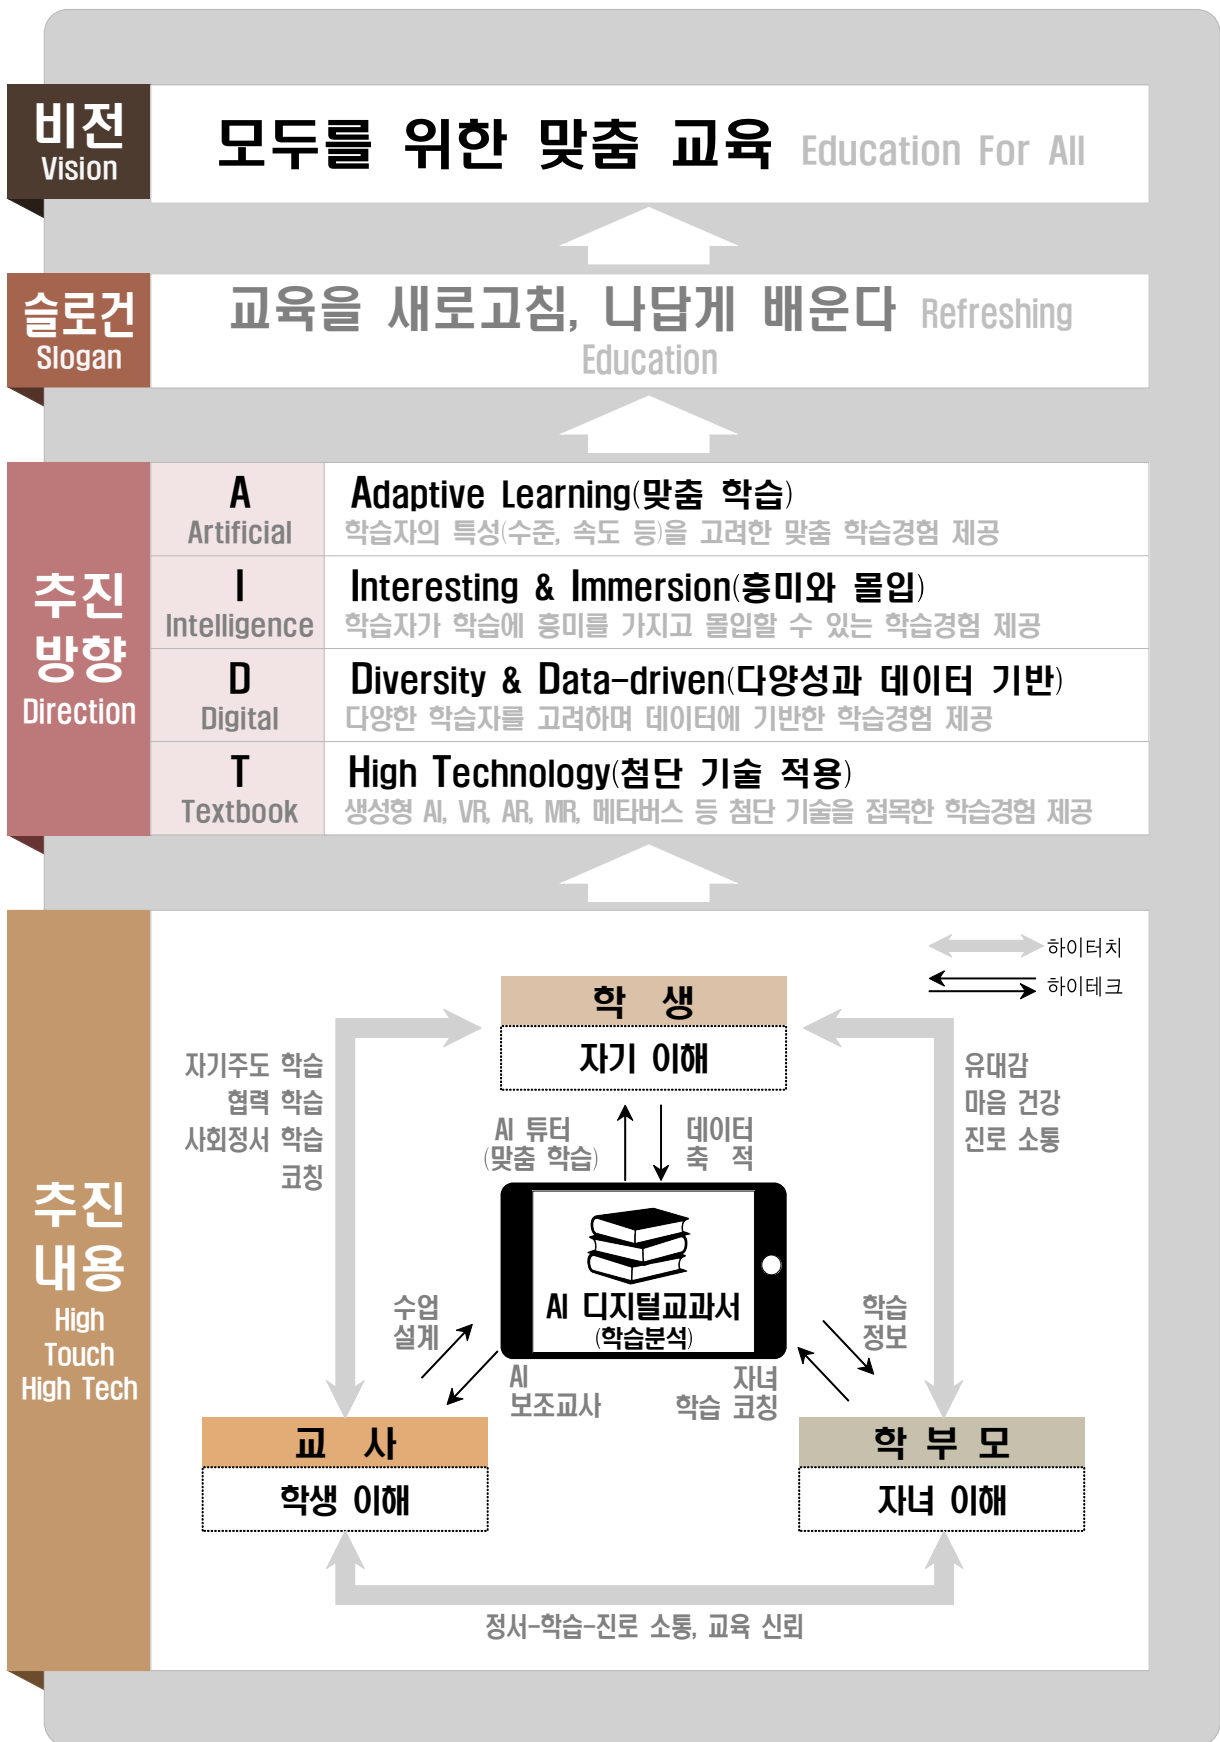 비전
Vision
모두를 위한 맞춤 교육 Education For All
슬로건
Slogan
교육을 새로고침, 나답게 배운다 Refreshing
Education
추진
방향
Direction
A
Artificial
Adaptive Learning(맞춤 학습)
학습자의 특성(수준, 속도 등)을 고려한 맞춤 학습경험 제공
I
Intelligence
Interesting & Immersion(흥미와 몰입)
학습자가 학습에 흥미를 가지고 몰입할 수 있는 학습경험 제공
D
Digital
Diversity & Data-driven(다양성과 데이터 기반)
다양한 학습자를 고려하며 데이터에 기반한 학습경험 제공
T
Textbook
High Technology(첨단 기술 적용)
생성형 AI, VR, AR, MR, 메타버스 등 첨단 기술을 접목한 학습경험 제공
추진
내용
High
Touch
High Tech
하이터치
하이테크
학 생
자기 이해
자기주도 학습
협력 학습
사회정서 학습
코칭
유대감
마음 건강
진로 소통
AI 튜터
(맞춤 학습)
데이터
축 적
AI 디지털교과서
(학습분석)
수업
설계
학습
정보
AI
보조교사
자녀
학습 코칭
교 사
학생 이해
학 부 모
자녀 이해
정서-학습-진로 소통, 교육 신뢰